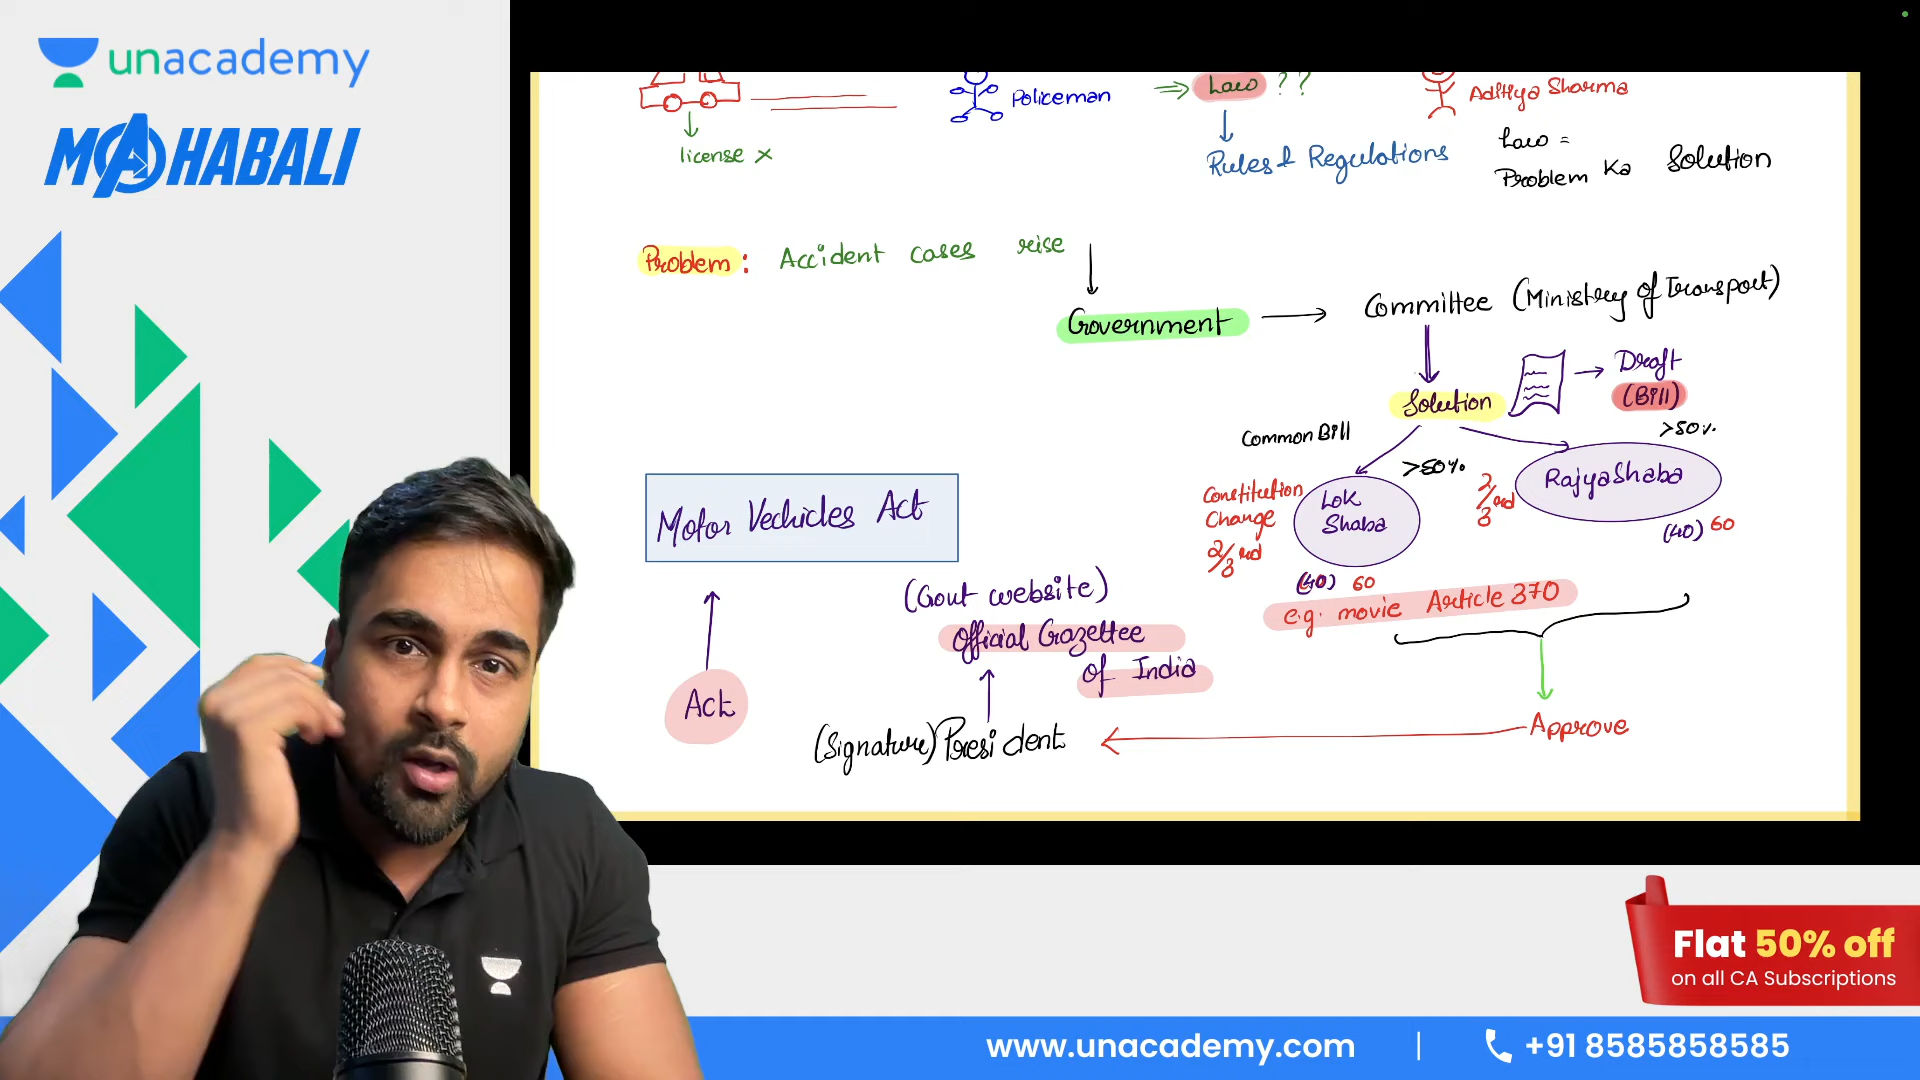 unacademy
MAHABALI
Policeman
⇒ Law ??
Aditiya Sharma
license x
Rules & Regulations
Law =
Problem Ka Solution
Problem: Accident cases rise
Government
Committee (Ministry of Transport)
Solution
Draft
(Bill)
Common Bill
>50%
>50%
Constitution
Change
2/3rd
Lok
Shaba
2/3rd
RajyaShaba
(40) 60
(40) 60
e.g. movie Article 370
Motor Vechicles Act
(Govt website)
Official Gazettee
of India
Act
(Signature) President
Approve
Flat 50% off
on all CA Subscriptions
www.unacademy.com | +91 8585858585